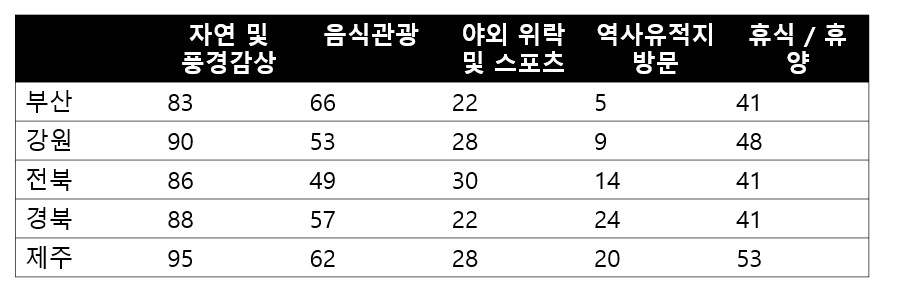 자연 및 음식관광 야외 위락 역사유적지 휴식 / 휴
풍경감상 및 스포츠 방문 양
부산 83 66 22 5 41
강원 90 53 28 9 48
전북 86 49 30 14 41
경북 88 57 22 24 41
제주 95 62 28 20 53